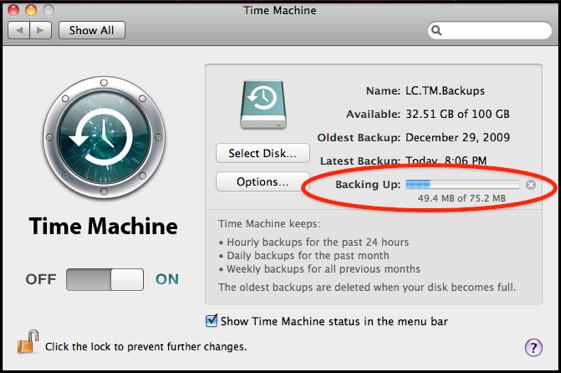 Time Machine
Show All
Name: LC.TM.Backups
Available: 32.51 GB of 100 GB
Oldest Backup: December 29, 2009
Select Disk...
Latest Backup: Today, 8:06 PM
Options...
Backing Up:
49.4 MB of 75.2 MB
Time Machine
OFF ON
Time Machine keeps:
• Hourly backups for the past 24 hours
• Daily backups for the past month
• Weekly backups for all previous months
The oldest backups are deleted when your disk becomes full.
Show Time Machine status in the menu bar
Click the lock to prevent further changes.
?